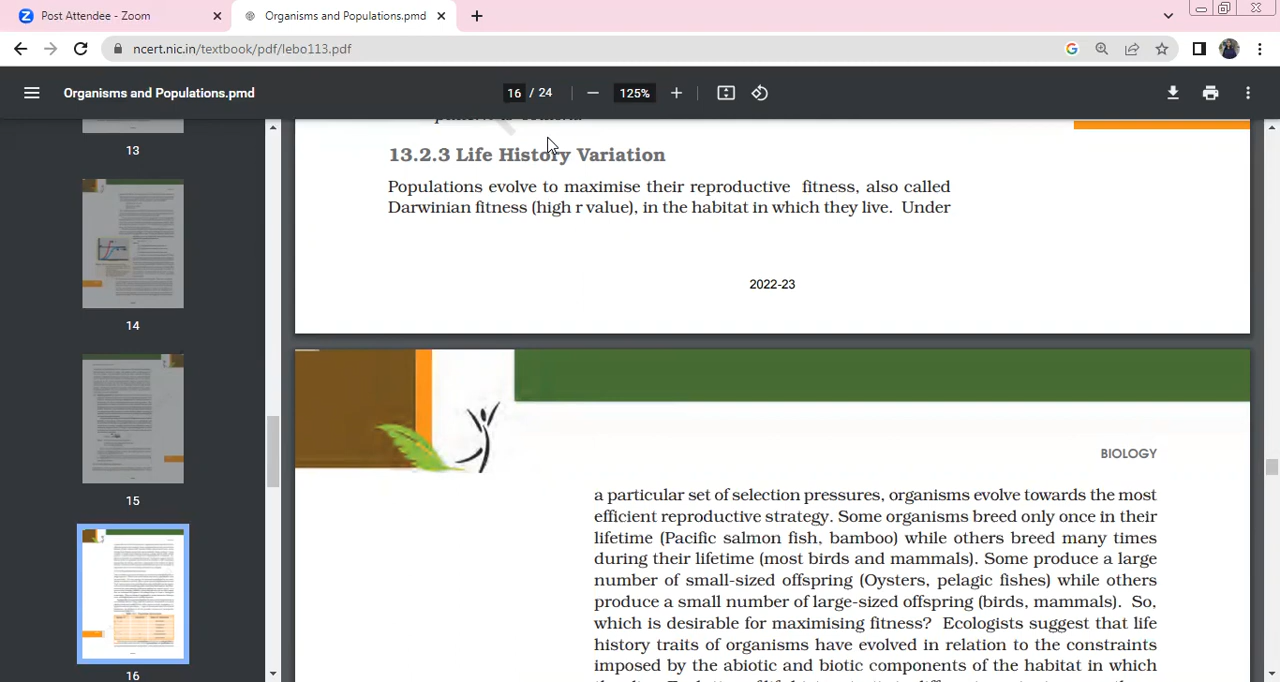 Post Attendee - Zoom
Organisms and Populations.pmd
ncert.nic.in/textbook/pdf/lebo113.pdf
Organisms and Populations.pmd
16 / 24
125%
13
14
15
16
13.2.3 Life History Variation
Populations evolve to maximise their reproductive fitness, also called
Darwinian fitness (high r value), in the habitat in which they live. Under
2022-23
BIOLOGY
a particular set of selection pressures, organisms evolve towards the most
efficient reproductive strategy. Some organisms breed only once in their
lifetime (Pacific salmon fish, bamboo) while others breed many times
during their lifetime (most birds and mammals). Some produce a large
number of small-sized offspring (Oysters, pelagic fishes) while others
produce a small number of large-sized offspring (birds, mammals). So,
which is desirable for maximising fitness? Ecologists suggest that life
history traits of organisms have evolved in relation to the constraints
imposed by the abiotic and biotic components of the habitat in which